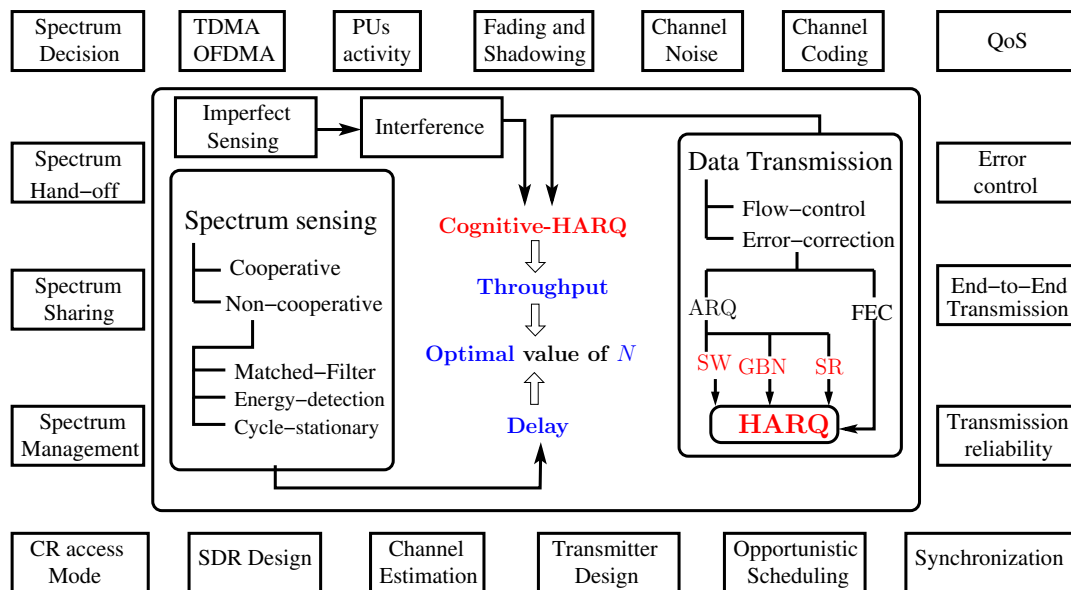 Spectrum
Decision
TDMA
OFDMA
PUs
activity
Fading and
Shadowing
Channel
Noise
Channel
Coding
QoS
Imperfect
Sensing
Interference
Spectrum
Hand−off
Spectrum
Sharing
Spectrum
Management
Spectrum sensing
Cooperative
Non−cooperative
Matched−Filter
Energy−detection
Cycle−stationary
Cognitive-HARQ
Throughput
Optimal value of N
Delay
Data Transmission
Flow−control
Error−correction
ARQ
FEC
SW
GBN
SR
HARQ
Error
control
End−to−End
Transmission
Transmission
reliability
CR access
Mode
SDR Design
Channel
Estimation
Transmitter
Design
Opportunistic
Scheduling
Synchronization